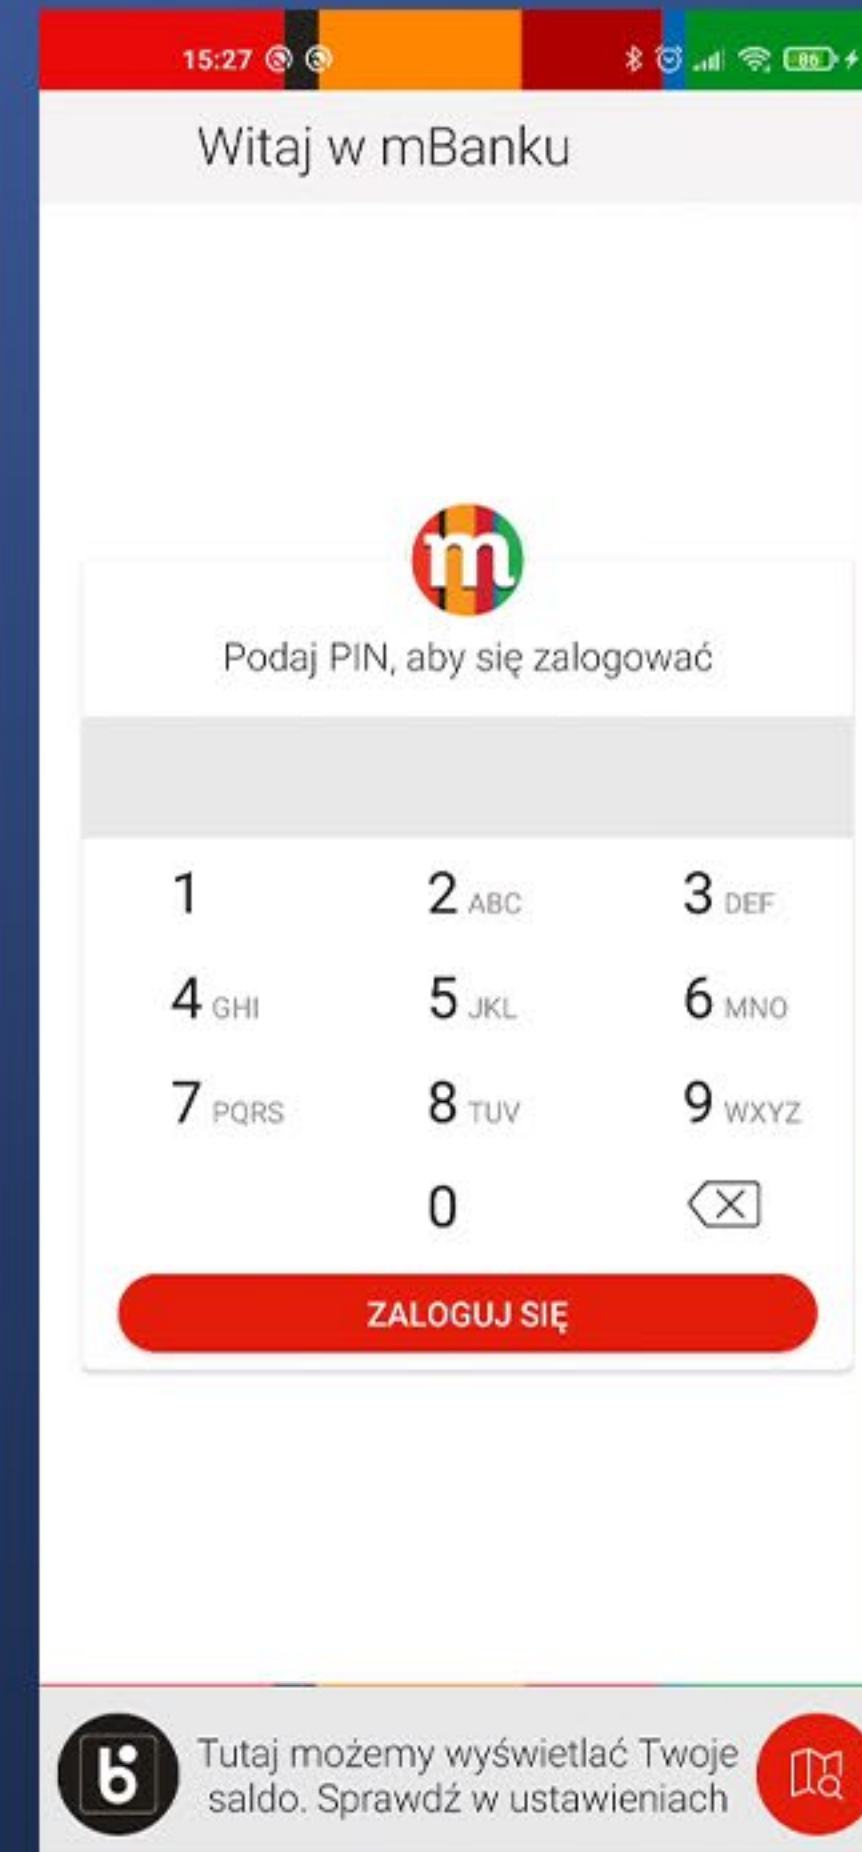 15:27
86
Witaj w mBanku
m
Podaj PIN, aby się zalogować
1
2 ABC
3 DEF
4 GHI
5 JKL
6 MNO
7 PQRS
8 TUV
9 WXYZ
0
ZALOGUJ SIĘ
Tutaj możemy wyświetlać Twoje
saldo. Sprawdź w ustawieniach